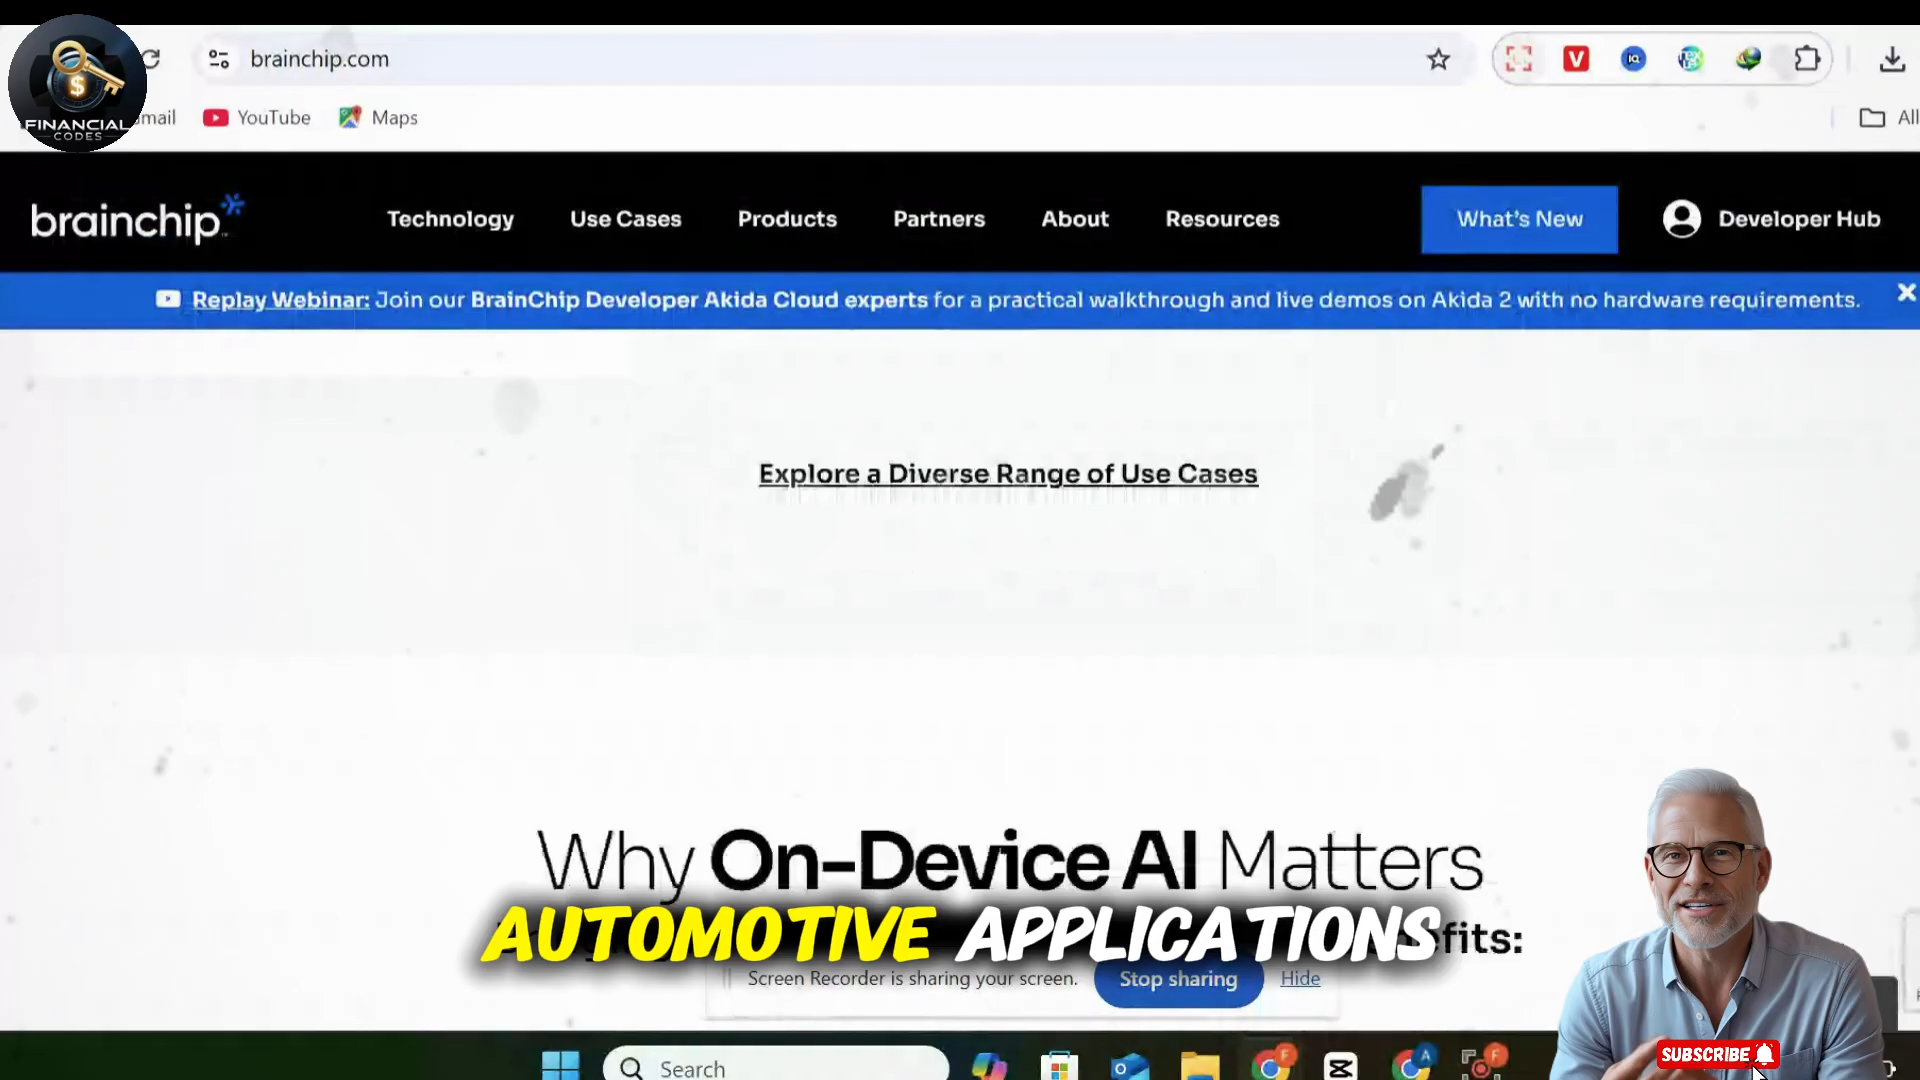 brainchip.com
FINANCIAL
CODES
mail
YouTube
Maps
All
brainchip
Technology
Use Cases
Products
Partners
About
Resources
What's New
Developer Hub
Replay Webinar: Join our BrainChip Developer Akida Cloud experts for a practical walkthrough and live demos on Akida 2 with no hardware requirements.
Explore a Diverse Range of Use Cases
Why On-Device AI Matters
AUTOMOTIVE APPLICATIONS
fits:
Screen Recorder is sharing your screen.
Stop sharing
Hide
Search
SUBSCRIBE